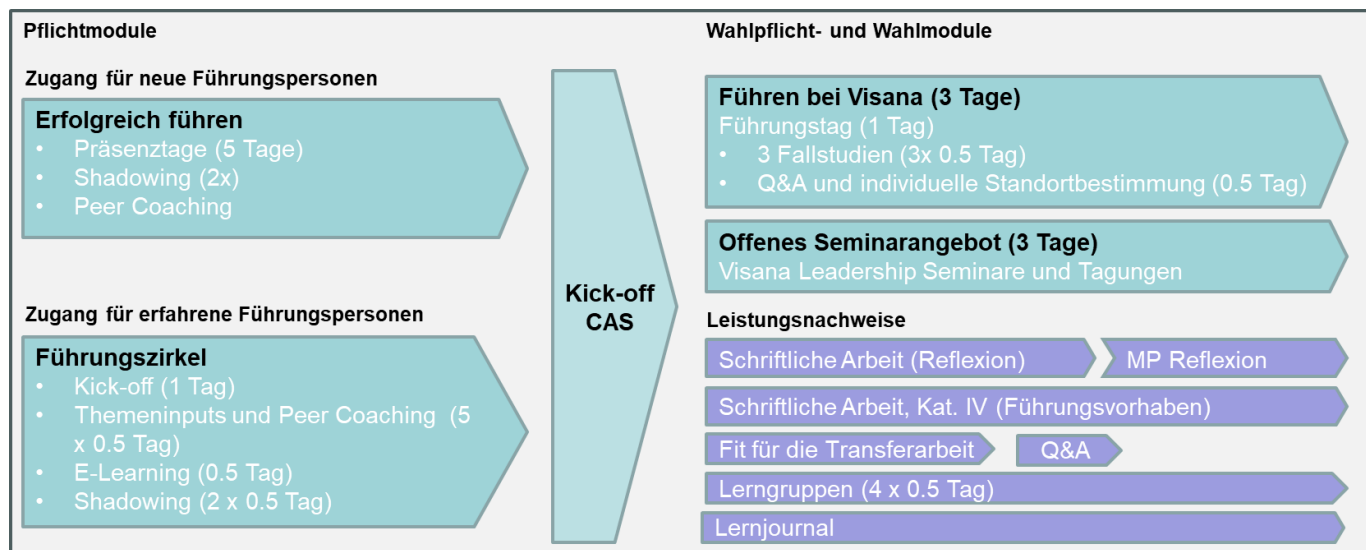 Pflichtmodule
Zugang für neue Führungspersonen
Erfolgreich führen
• Präsenztage (5 Tage)
• Shadowing (2x)
• Peer Coaching
Zugang für erfahrene Führungspersonen
Führungszirkel
• Kick-off (1 Tag)
• Themeninputs und Peer Coaching (5
x 0.5 Tag)
• E-Learning (0.5 Tag)
• Shadowing (2 x 0.5 Tag)
Kick-off
CAS
Wahlpflicht- und Wahlmodule
Führen bei Visana (3 Tage)
Führungstag (1 Tag)
• 3 Fallstudien (3x 0.5 Tag)
• Q&A und individuelle Standortbestimmung (0.5 Tag)
Offenes Seminarangebot (3 Tage)
Visana Leadership Seminare und Tagungen
Leistungsnachweise
Schriftliche Arbeit (Reflexion)
MP Reflexion
Schriftliche Arbeit, Kat. IV (Führungsvorhaben)
Fit für die Transferarbeit
Q&A
Lerngruppen (4 x 0.5 Tag)
Lernjournal